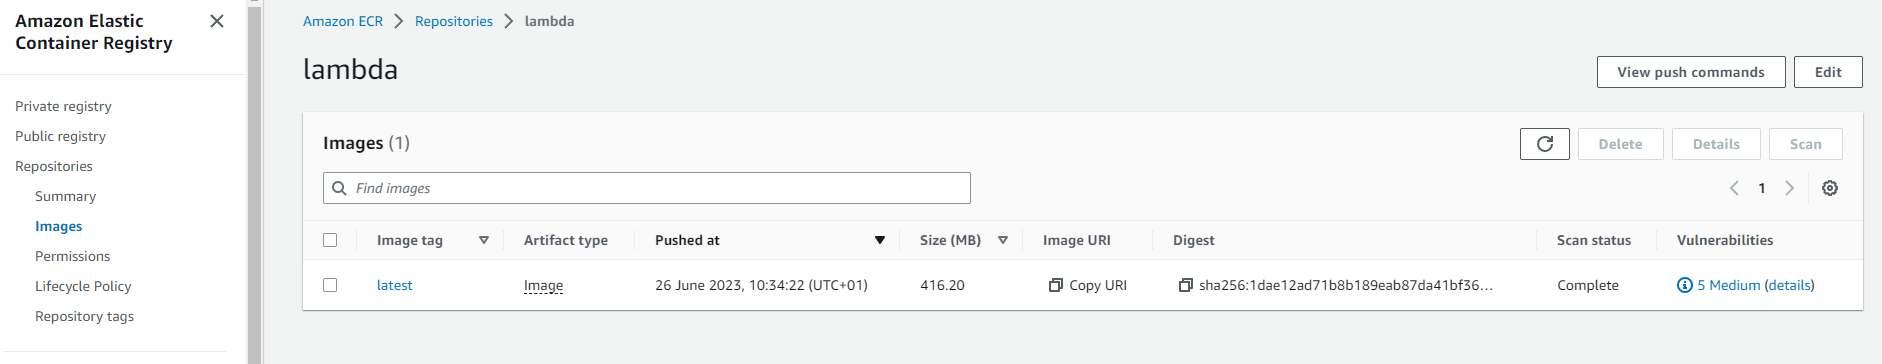 Amazon Elastic
Container Registry
Private registry
Public registry
Repositories
Summary
Images
Permissions
Lifecycle Policy
Repository tags
Amazon ECR > Repositories > lambda
lambda
View push commands
Edit
Images (1)
Delete
Details
Scan
Find images
1
Image tag Artifact type Pushed at Size (MB) Image URI Digest Scan status Vulnerabilities
latest Image 26 June 2023, 10:34:22 (UTC+01) 416.20 Copy URI sha256:1dae12ad71b8b189eab87da41bf36... Complete 5 Medium (details)